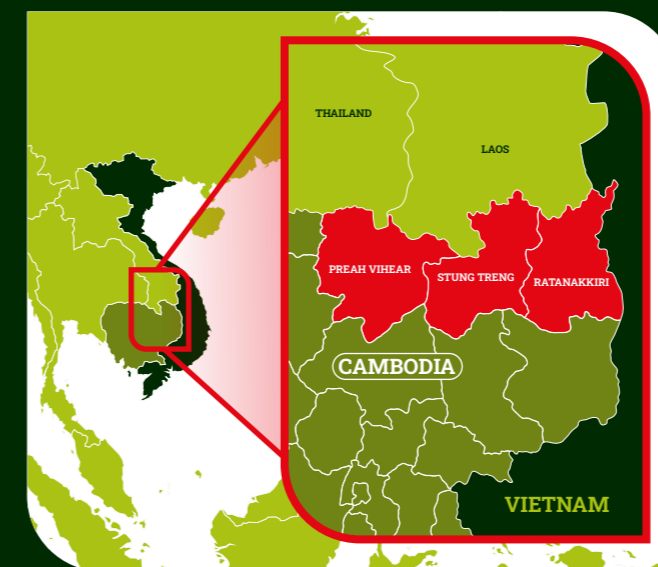 THAILAND
LAOS
PREAH VIHEAR
STUNG TRENG
RATANAKKIRI
CAMBODIA
VIETNAM